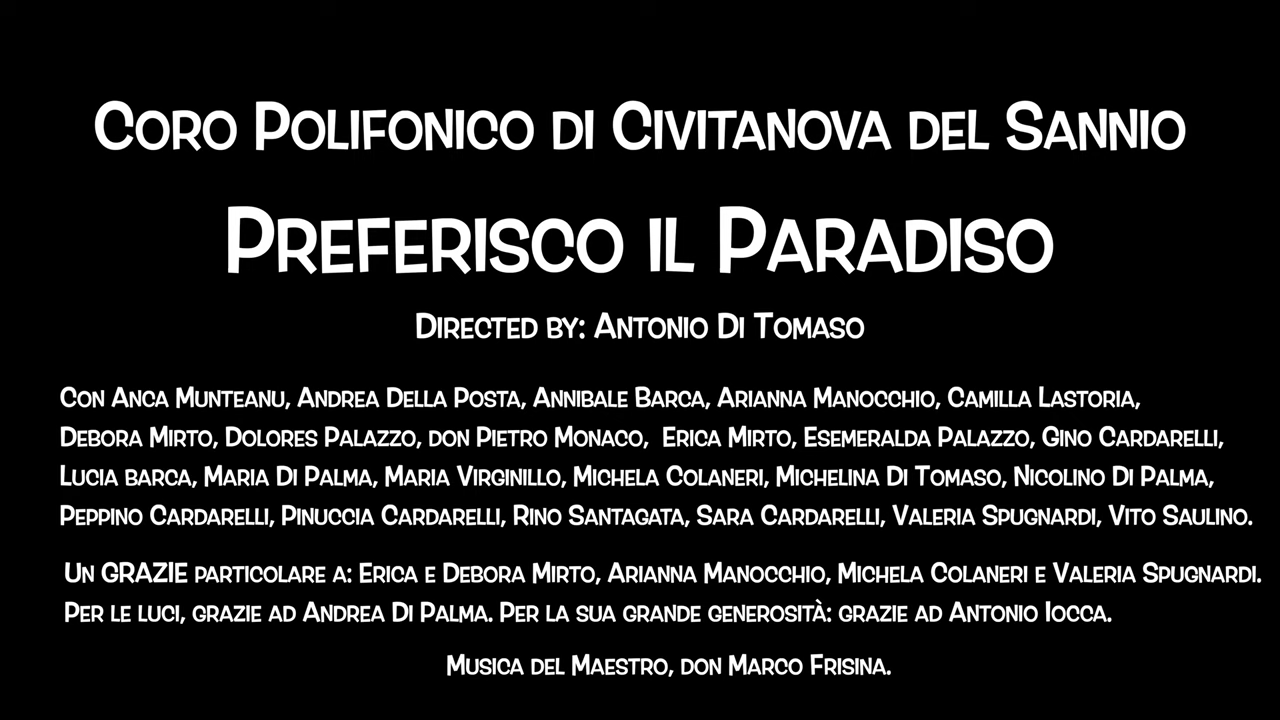 Coro Polifonico di Civitanova del Sannio
Preferisco il Paradiso
Directed by: Antonio Di Tomaso
Con Anca Munteanu, Andrea Della Posta, Annibale Barca, Arianna Manocchio, Camilla Lastoria,
Debora Mirto, Dolores Palazzo, don Pietro Monaco, Erica Mirto, Esemeralda Palazzo, Gino Cardarelli,
Lucia barca, Maria Di Palma, Maria Virginillo, Michela Colaneri, Michelina Di Tomaso, Nicolino Di Palma,
Peppino Cardarelli, Pinuccia Cardarelli, Rino Santagata, Sara Cardarelli, Valeria Spugnardi, Vito Saulino.
Un GRAZIE particolare a: Erica e Debora Mirto, Arianna Manocchio, Michela Colaneri e Valeria Spugnardi.
Per le luci, grazie ad Andrea Di Palma. Per la sua grande generosità: grazie ad Antonio Iocca.
Musica del Maestro, don Marco Frisina.